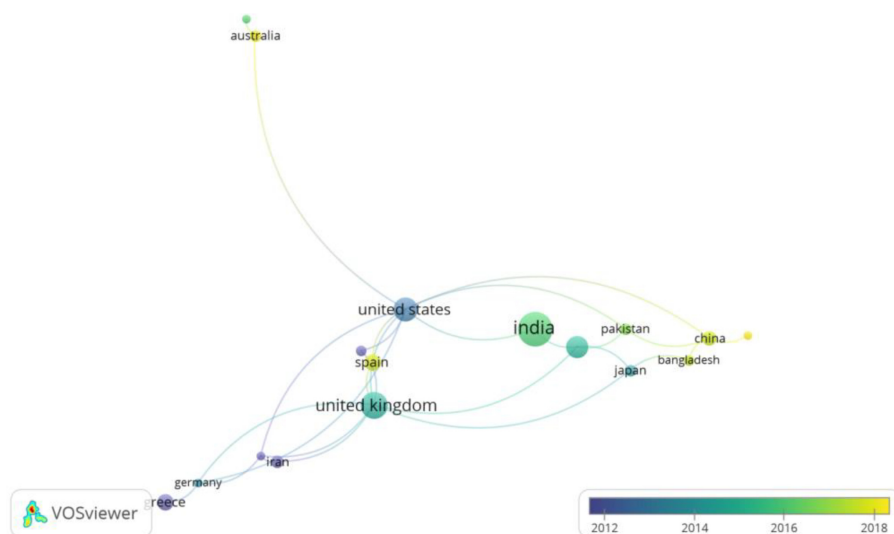 australia
united states
india
pakistan
china
spain
bangladesh
japan
united kingdom
iran
germany
greece
VOSviewer
2012 2014 2016 2018